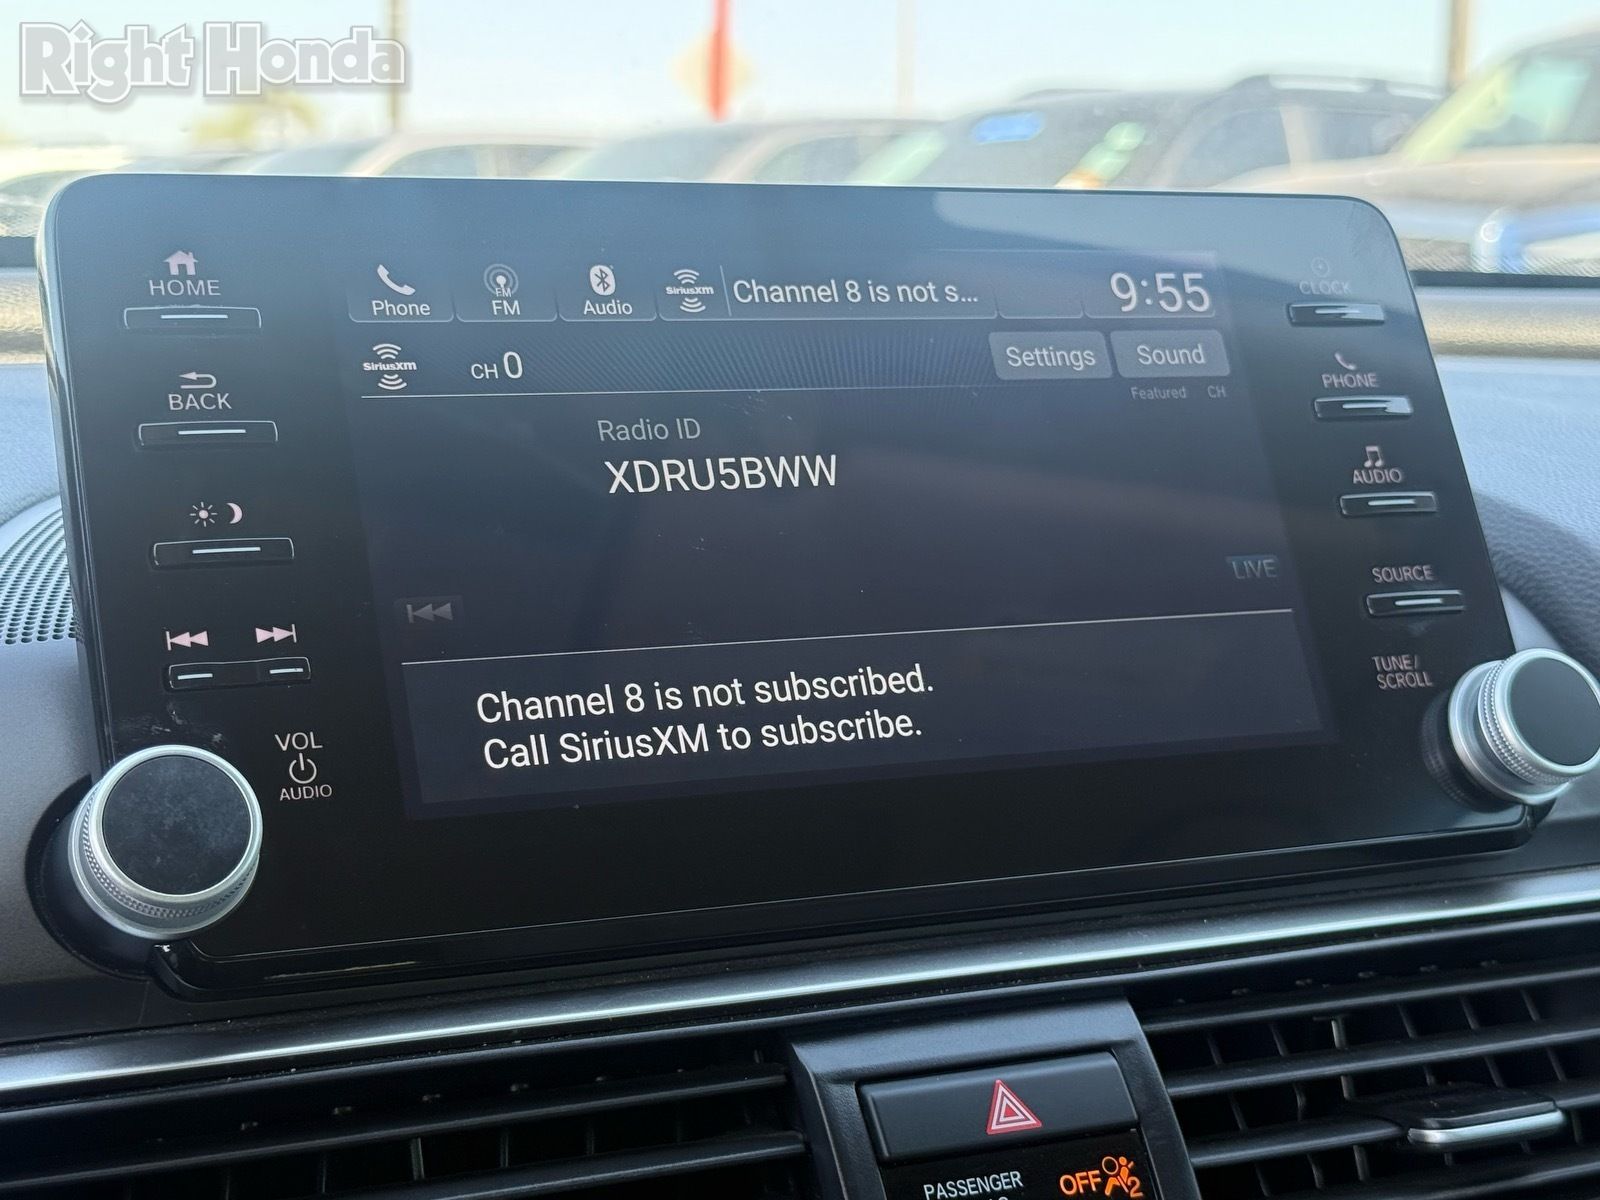 Right Honda
HOME
BACK
VOL
AUDIO
Phone
FM
FM
Audio
SiriusXM
Channel 8 is not s...
9:55
SiriusXM
CH 0
Settings
Sound
Featured CH
Radio ID
XDRU5BWW
LIVE
Channel 8 is not subscribed.
Call SiriusXM to subscribe.
CLOCK
PHONE
AUDIO
SOURCE
TUNE/
SCROLL
PASSENGER
OFF
2